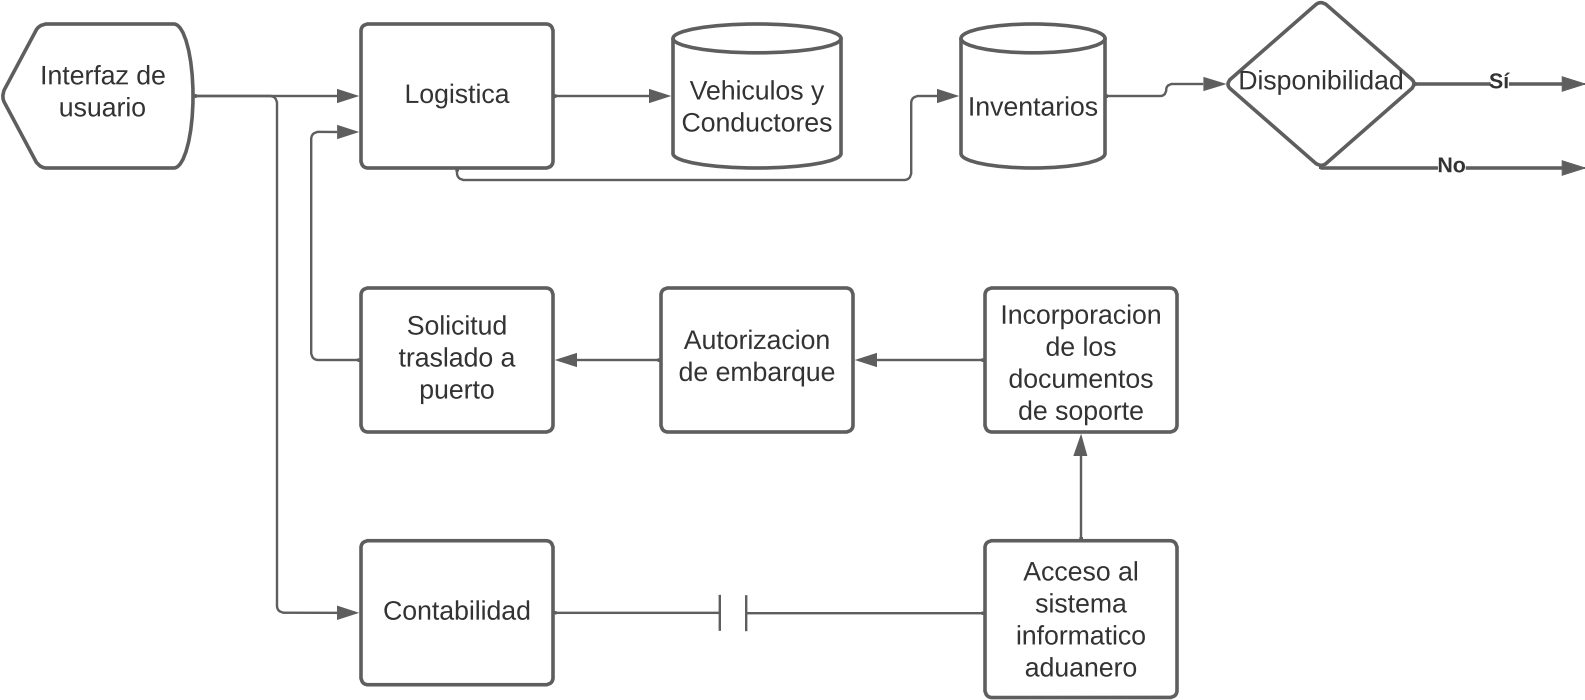 Interfaz de
usuario
Logistica
Vehiculos y
Conductores
Inventarios
Disponibilidad
Sí
No
Solicitud
traslado a
puerto
Autorizacion
de embarque
Incorporacion
de los
documentos
de soporte
Contabilidad
Acceso al
sistema
informatico
aduanero